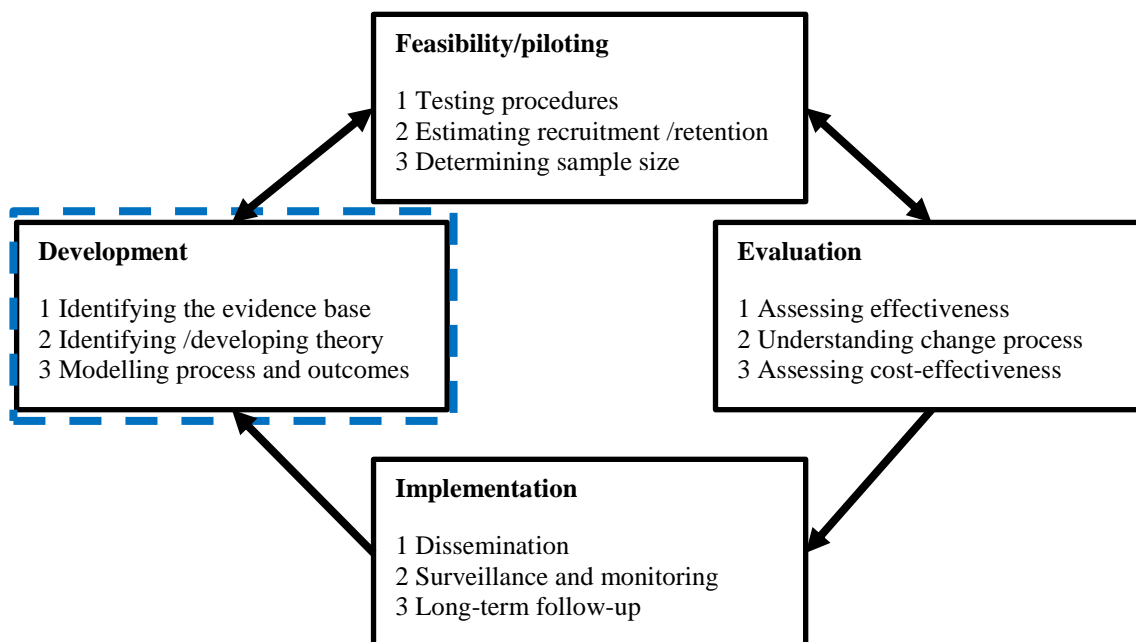 Feasibility/piloting
1 Testing procedures
2 Estimating recruitment /retention
3 Determining sample size
Development
1 Identifying the evidence base
2 Identifying /developing theory
3 Modelling process and outcomes
Evaluation
1 Assessing effectiveness
2 Understanding change process
3 Assessing cost-effectiveness
Implementation
1 Dissemination
2 Surveillance and monitoring
3 Long-term follow-up